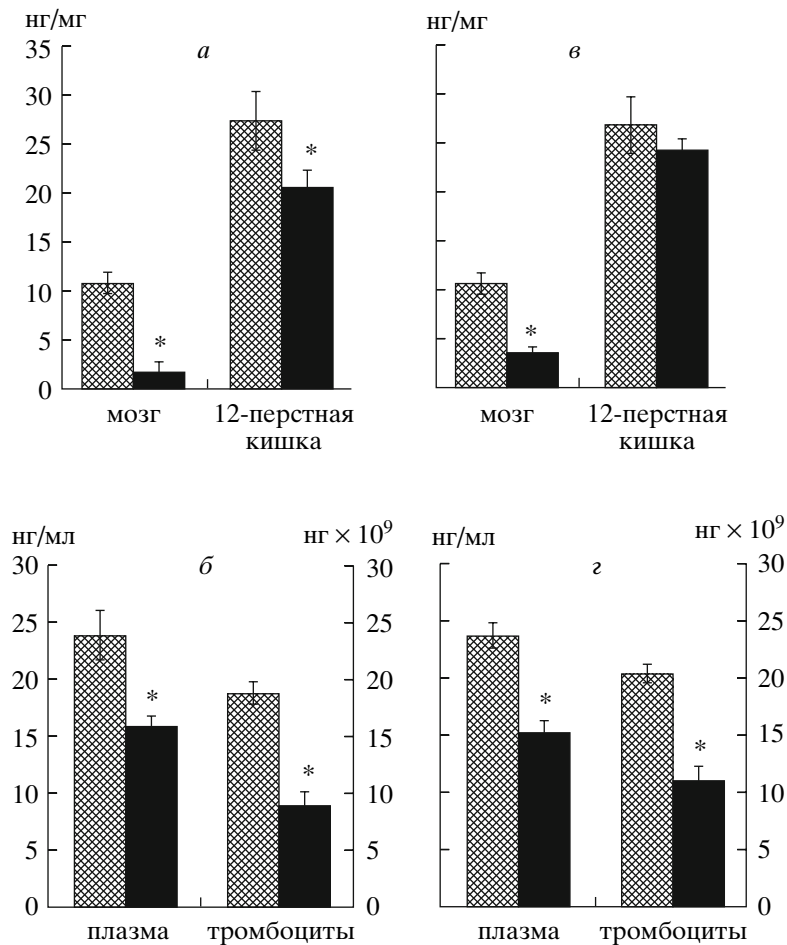 нг/мг
нг/мг
а
в
35
30
25
20
15
10
5
0
*
*
*
мозг
12-перстная
кишка
мозг
12-перстная
кишка
нг/мл
нг × 10⁹
нг/мл
нг × 10⁹
б
г
30
25
20
15
10
5
0
*
*
30
25
20
15
10
5
0
*
*
30
25
20
15
10
5
0
плазма
тромбоциты
плазма
тромбоциты